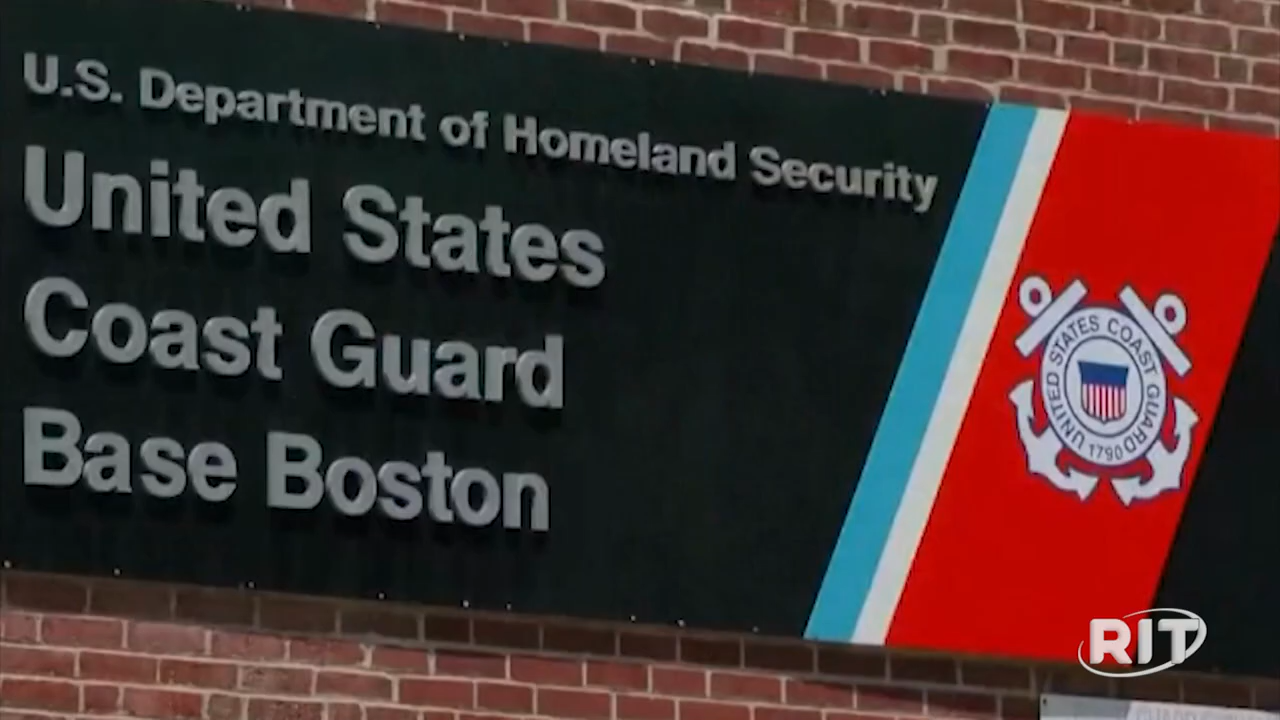 U.S. Department of Homeland Security
United States
Coast Guard
Base Boston
UNITED STATES COAST GUARD
1790
RIT